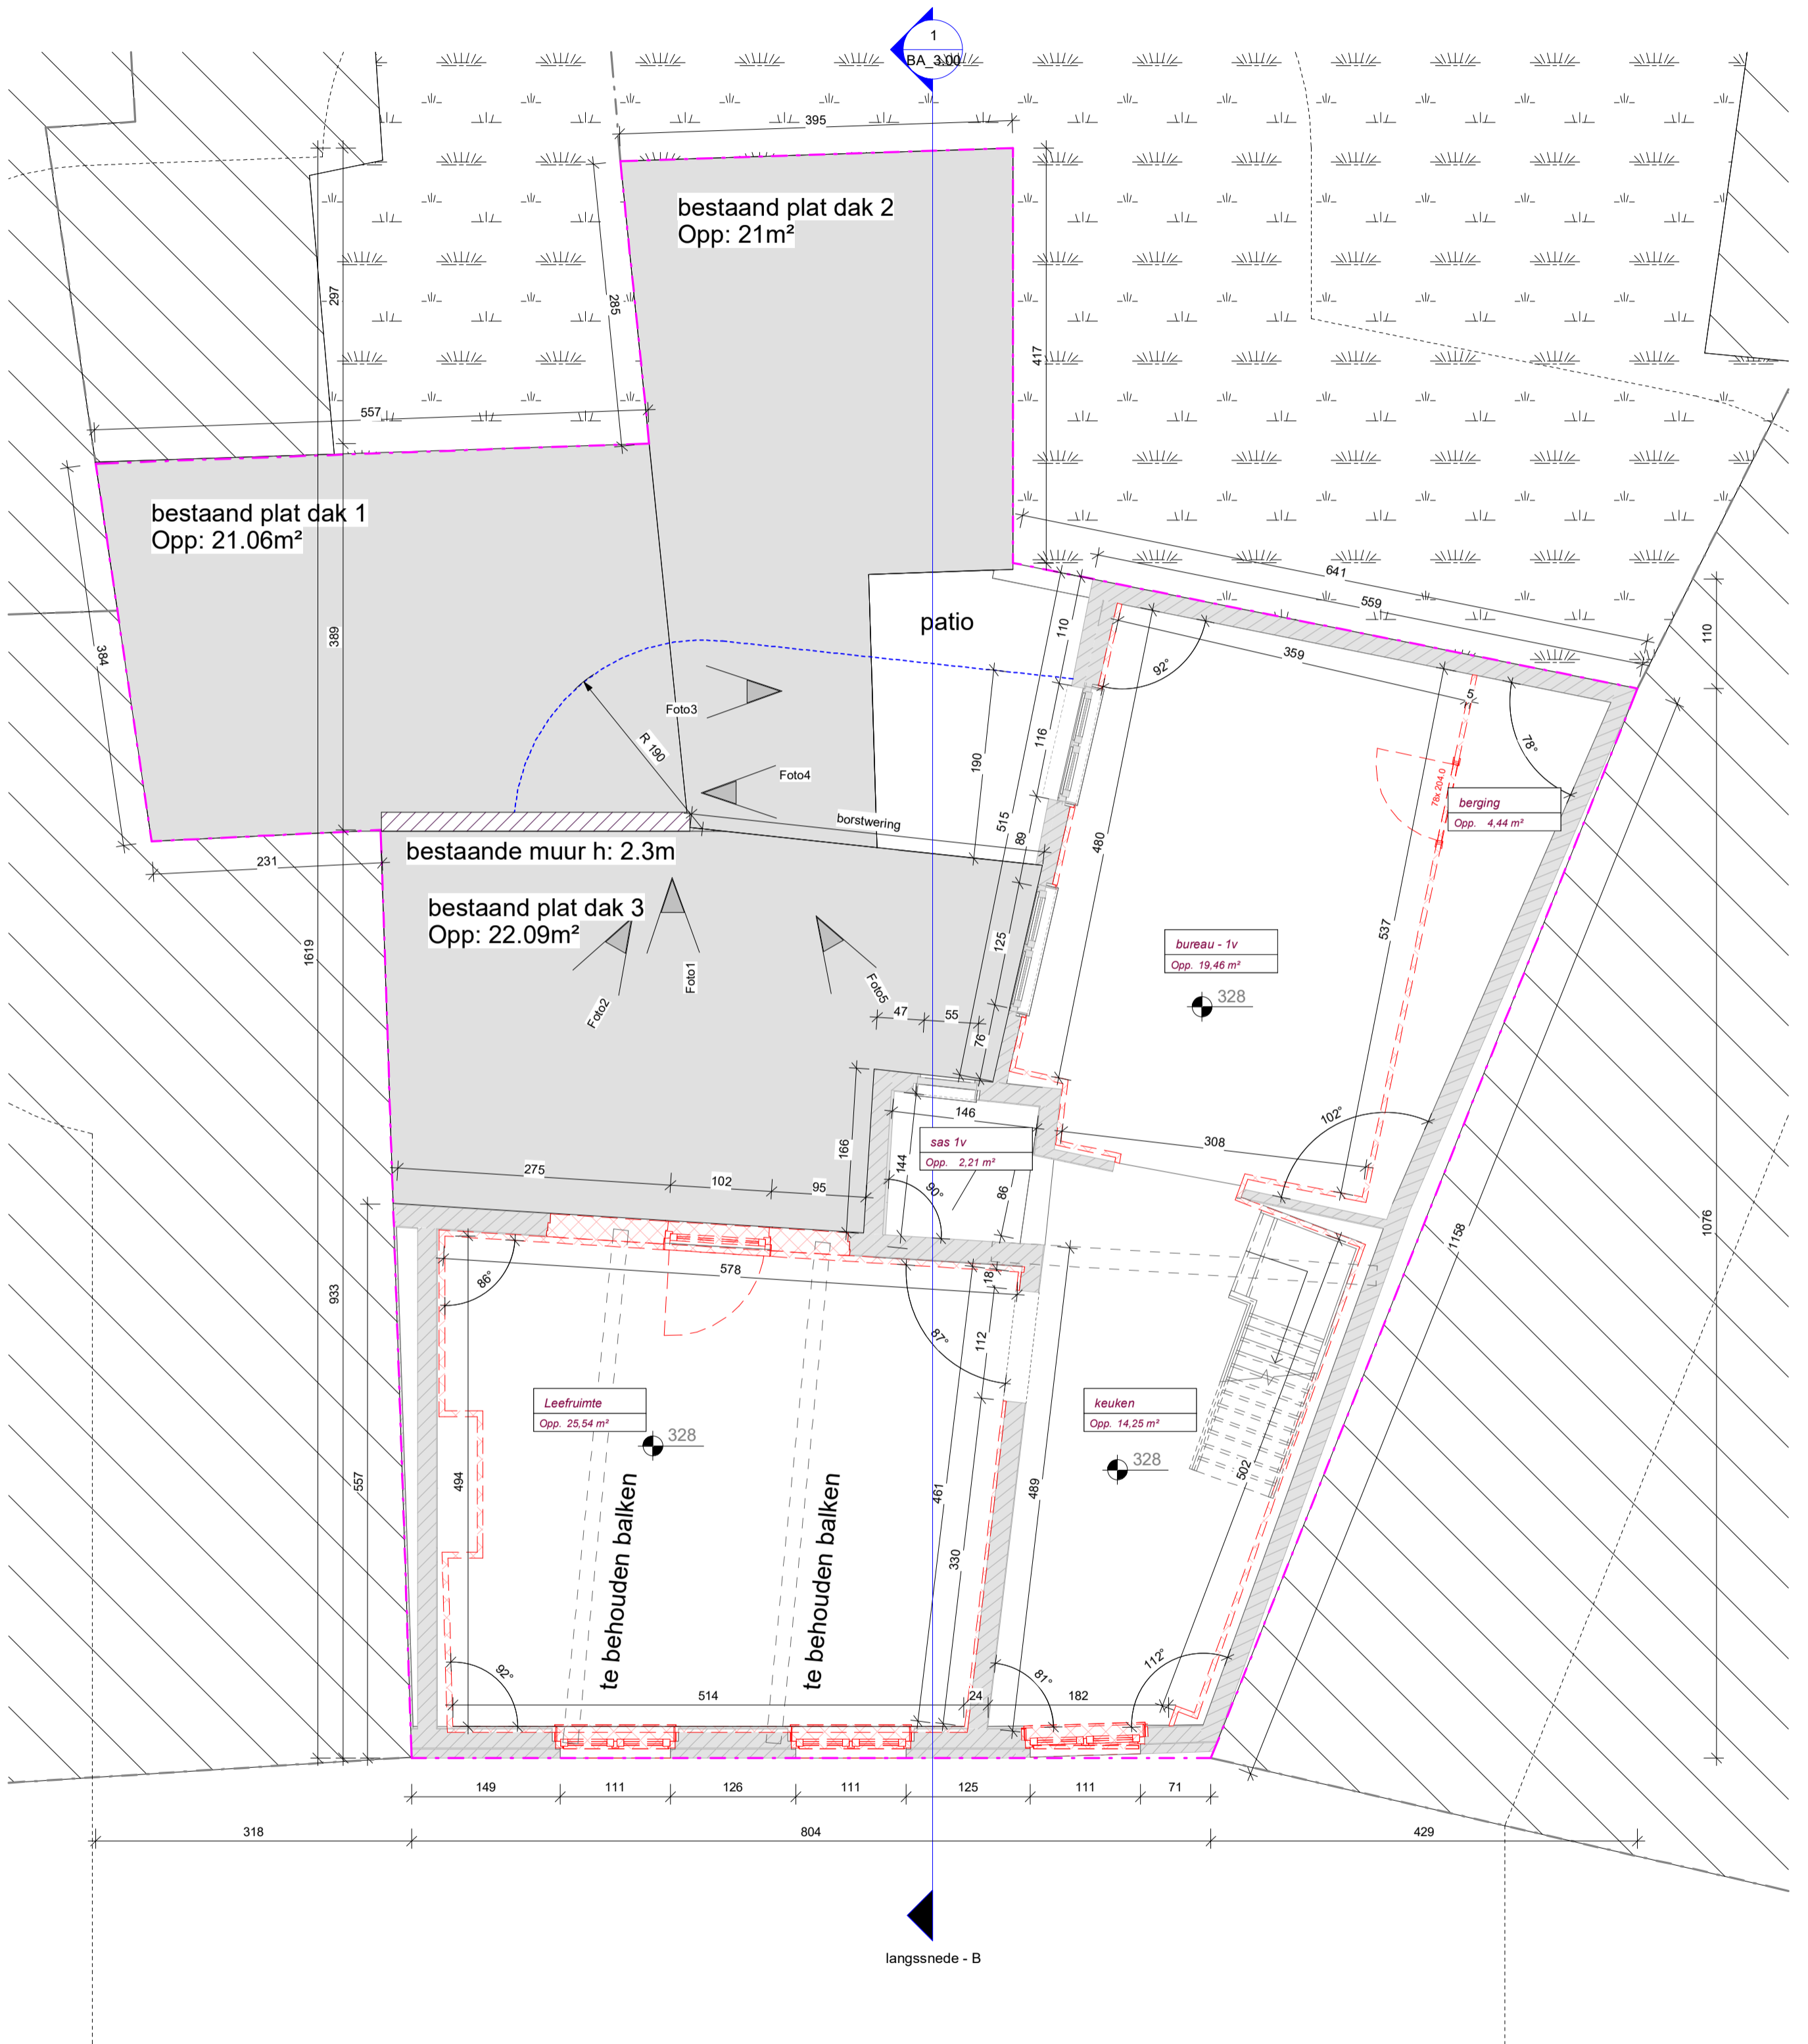 1
BA_3.00
395
bestaand plat dak 2
Opp: 21m²
297
285
417
557
bestaand plat dak 1
Opp: 21.06m²
641
559
110
patio
110
359
92°
5
384
389
Foto3
R 190
116
190
78°
78x 204.0
berging
Opp. 4,44 m²
Foto4
borstwering
515
89
480
bestaande muur h: 2.3m
231
bestaand plat dak 3
Opp: 22.09m²
1619
537
bureau - 1v
Opp. 19,46 m²
328
125
Foto1
Foto2
Foto5
47
55
76
146
102°
sas 1v
Opp. 2,21 m²
308
166
144
275
102
95
90°
86
1158
1076
578
18
86°
933
87°
112
Leefruimte
Opp. 25,54 m²
328
keuken
Opp. 14,25 m²
328
557
494
te behouden balken
te behouden balken
461
489
502
330
92°
81°
112°
514
24
182
149
111
126
111
125
111
71
318
804
429
langssnede - B